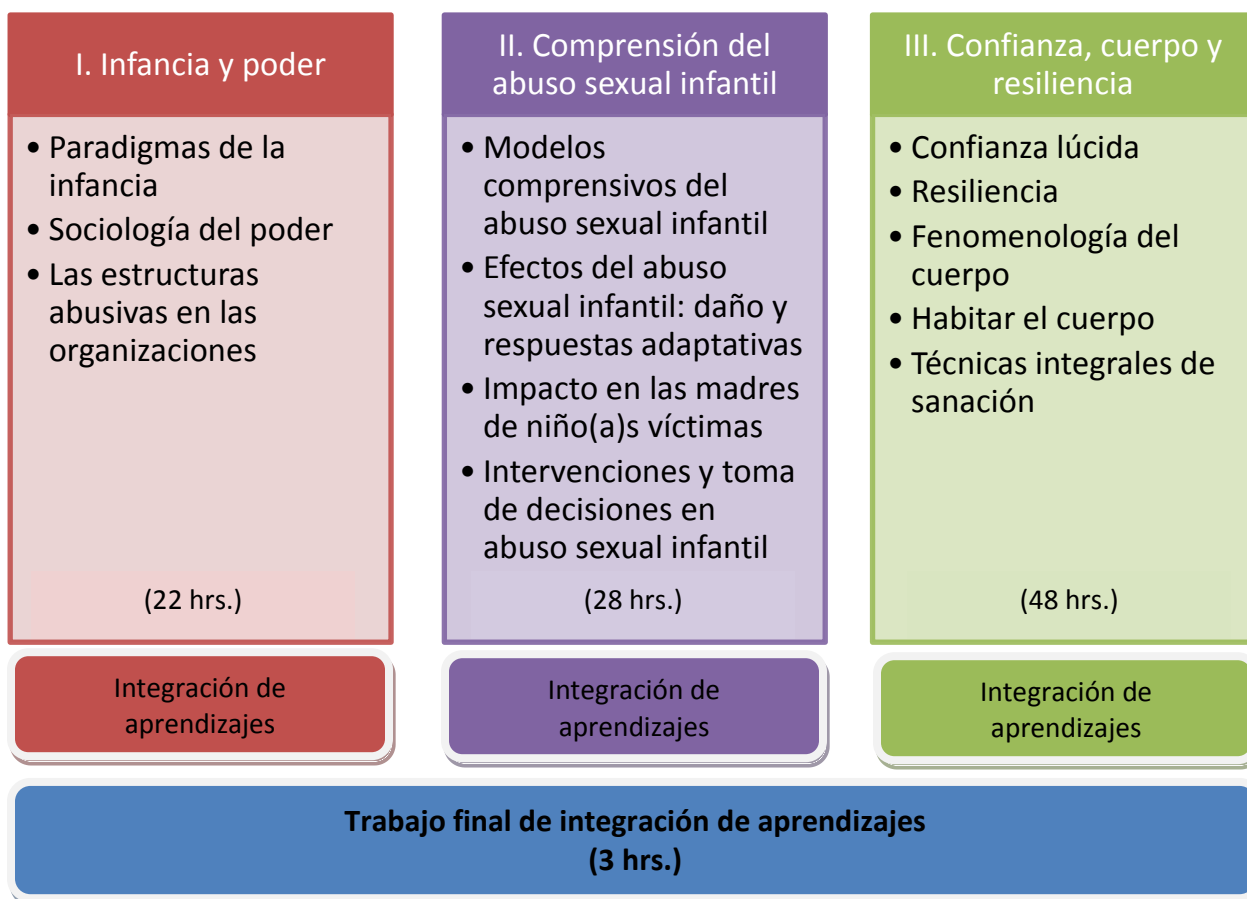 I. Infancia y poder
• Paradigmas de la
infancia
• Sociología del poder
• Las estructuras
abusivas en las
organizaciones
(22 hrs.)
Integración de
aprendizajes
II. Comprensión del
abuso sexual infantil
• Modelos
comprensivos del
abuso sexual infantil
• Efectos del abuso
sexual infantil: daño y
respuestas adaptativas
• Impacto en las madres
de niño(a)s víctimas
• Intervenciones y toma
de decisiones en
abuso sexual infantil
(28 hrs.)
Integración de
aprendizajes
III. Confianza, cuerpo y
resiliencia
• Confianza lúcida
• Resiliencia
• Fenomenología del
cuerpo
• Habitar el cuerpo
• Técnicas integrales de
sanación
(48 hrs.)
Integración de
aprendizajes
Trabajo final de integración de aprendizajes
(3 hrs.)